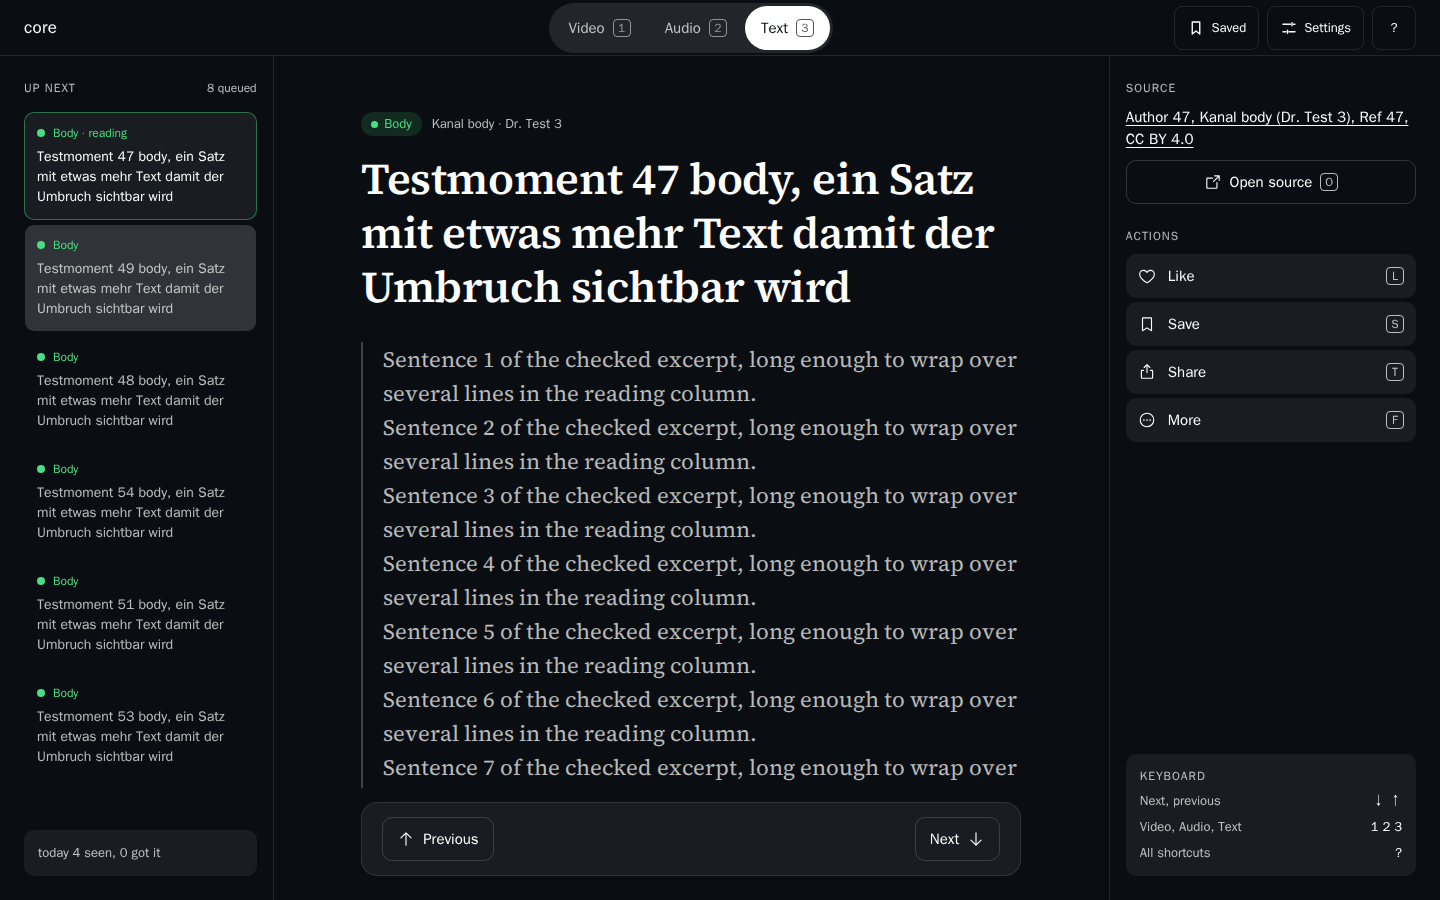 core
Video 1
Audio 2
Text 3
Saved
Settings
?
UP NEXT
8 queued
Body · reading
Testmoment 47 body, ein Satz
mit etwas mehr Text damit der
Umbruch sichtbar wird
Body
Testmoment 49 body, ein Satz
mit etwas mehr Text damit der
Umbruch sichtbar wird
Body
Testmoment 48 body, ein Satz
mit etwas mehr Text damit der
Umbruch sichtbar wird
Body
Testmoment 54 body, ein Satz
mit etwas mehr Text damit der
Umbruch sichtbar wird
Body
Testmoment 51 body, ein Satz
mit etwas mehr Text damit der
Umbruch sichtbar wird
Body
Testmoment 53 body, ein Satz
mit etwas mehr Text damit der
Umbruch sichtbar wird
today 4 seen, 0 got it
Body Kanal body · Dr. Test 3
Testmoment 47 body, ein Satz
mit etwas mehr Text damit der
Umbruch sichtbar wird
Sentence 1 of the checked excerpt, long enough to wrap over
several lines in the reading column.
Sentence 2 of the checked excerpt, long enough to wrap over
several lines in the reading column.
Sentence 3 of the checked excerpt, long enough to wrap over
several lines in the reading column.
Sentence 4 of the checked excerpt, long enough to wrap over
several lines in the reading column.
Sentence 5 of the checked excerpt, long enough to wrap over
several lines in the reading column.
Sentence 6 of the checked excerpt, long enough to wrap over
several lines in the reading column.
Sentence 7 of the checked excerpt, long enough to wrap over
↑ Previous
Next ↓
SOURCE
Author 47, Kanal body (Dr. Test 3), Ref 47,
CC BY 4.0
Open source O
ACTIONS
Like L
Save S
Share T
More F
KEYBOARD
Next, previous ↓ ↑
Video, Audio, Text 1 2 3
All shortcuts ?